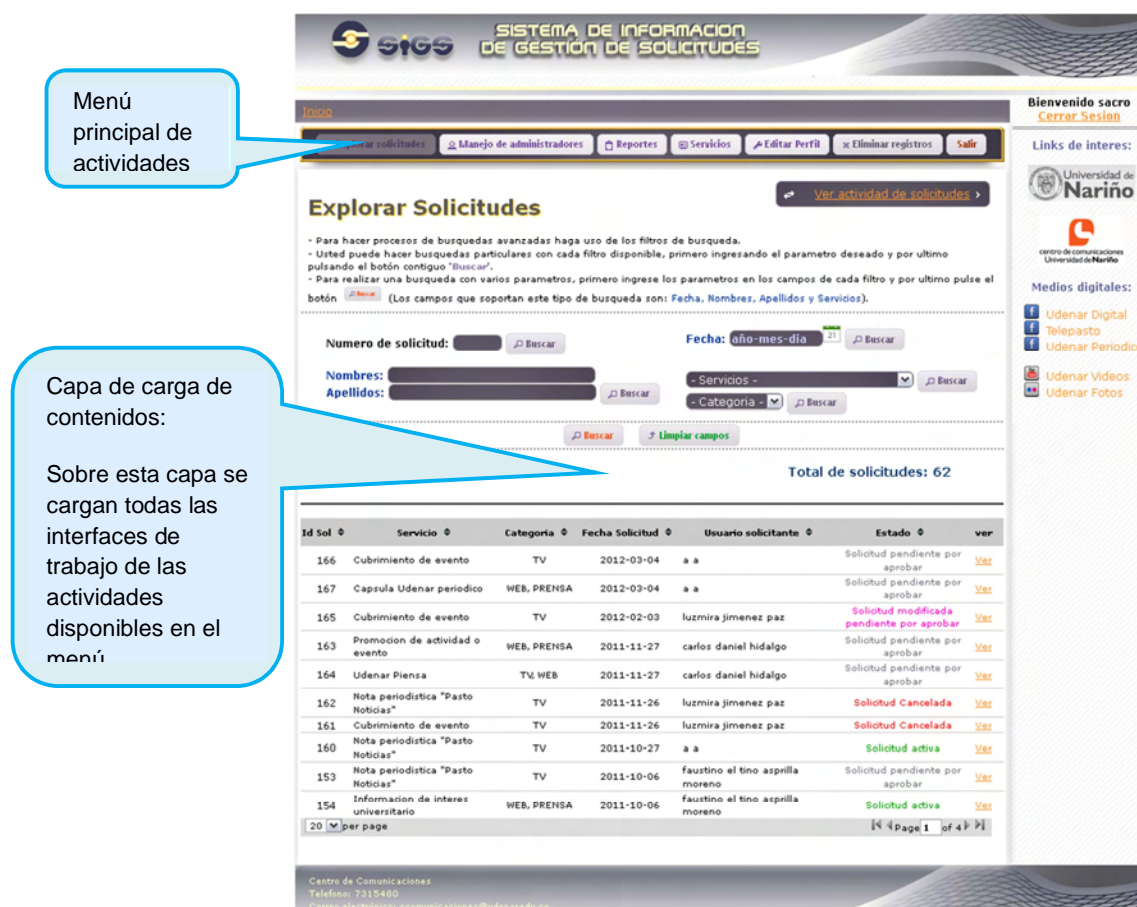 SIGS
SISTEMA DE INFORMACION
DE GESTIÓN DE SOLICITUDES
Menú
principal de
actividades
Inicio
Bienvenido sacro
Cerrar Sesion
Explorar solicitudes
Manejo de administradores
Reportes
Servicios
Editar Perfil
Eliminar registros
Salir
Links de interes:
Universidad de
Nariño
Ver actividad de solicitudes
Explorar Solicitudes
- Para hacer procesos de busquedas avanzadas haga uso de los filtros de busqueda.
- Usted puede hacer busquedas particulares con cada filtro disponible, primero ingresando el parametro deseado y por ultimo
pulsando el botón contiguo 'Buscar'.
- Para realizar una busqueda con varios parametros, primero ingrese los parametros en los campos de cada filtro y por ultimo pulse el
botón Buscar (Los campos que soportan este tipo de busqueda son: Fecha, Nombres, Apellidos y Servicios).
centro de comunicaciones
Universidad de Nariño
Medios digitales:
Udenar Digital
Telepasto
Udenar Periodico
Udenar Videos
Udenar Fotos
Numero de solicitud: Buscar
Fecha: año-mes-dia 21 Buscar
Nombres:
Apellidos: Buscar
- Servicios - Buscar
- Categoria - Buscar
Buscar Limpiar campos
Capa de carga de
contenidos:
Sobre esta capa se
cargan todas las
interfaces de
trabajo de las
actividades
disponibles en el
menú
Total de solicitudes: 62
Id Sol Servicio Categoria Fecha Solicitud Usuario solicitante Estado ver
166 Cubrimiento de evento TV 2012-03-04 a a Solicitud pendiente por aprobar Ver
167 Capsula Udenar periodico WEB, PRENSA 2012-03-04 a a Solicitud pendiente por aprobar Ver
165 Cubrimiento de evento TV 2012-02-03 luzmira jimenez paz Solicitud modificada pendiente por aprobar Ver
163 Promocion de actividad o evento WEB, PRENSA 2011-11-27 carlos daniel hidalgo Solicitud pendiente por aprobar Ver
164 Udenar Piensa TV, WEB 2011-11-27 carlos daniel hidalgo Solicitud pendiente por aprobar Ver
162 Nota periodistica "Pasto Noticias" TV 2011-11-26 luzmira jimenez paz Solicitud Cancelada Ver
161 Cubrimiento de evento TV 2011-11-26 luzmira jimenez paz Solicitud Cancelada Ver
160 Nota periodistica "Pasto Noticias" TV 2011-10-27 a a Solicitud activa Ver
153 Nota periodistica "Pasto Noticias" TV 2011-10-06 faustino el tino asprilla moreno Solicitud pendiente por aprobar Ver
154 Informacion de interes universitario WEB, PRENSA 2011-10-06 faustino el tino asprilla moreno Solicitud activa Ver
20 per page
Page 1 of 4
Centro de Comunicaciones
Telefono: 7315480